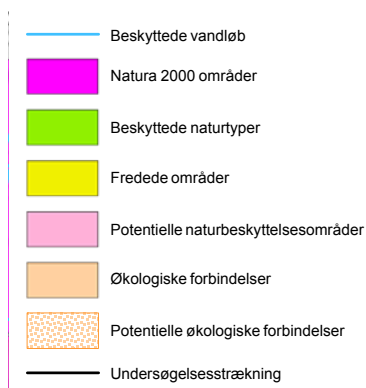 Beskyttede vandløb
Natura 2000 områder
Beskyttede naturtyper
Fredede områder
Potentielle naturbeskyttelsesområder
Økologiske forbindelser
Potentielle økologiske forbindelser
Undersøgelsesstrækning